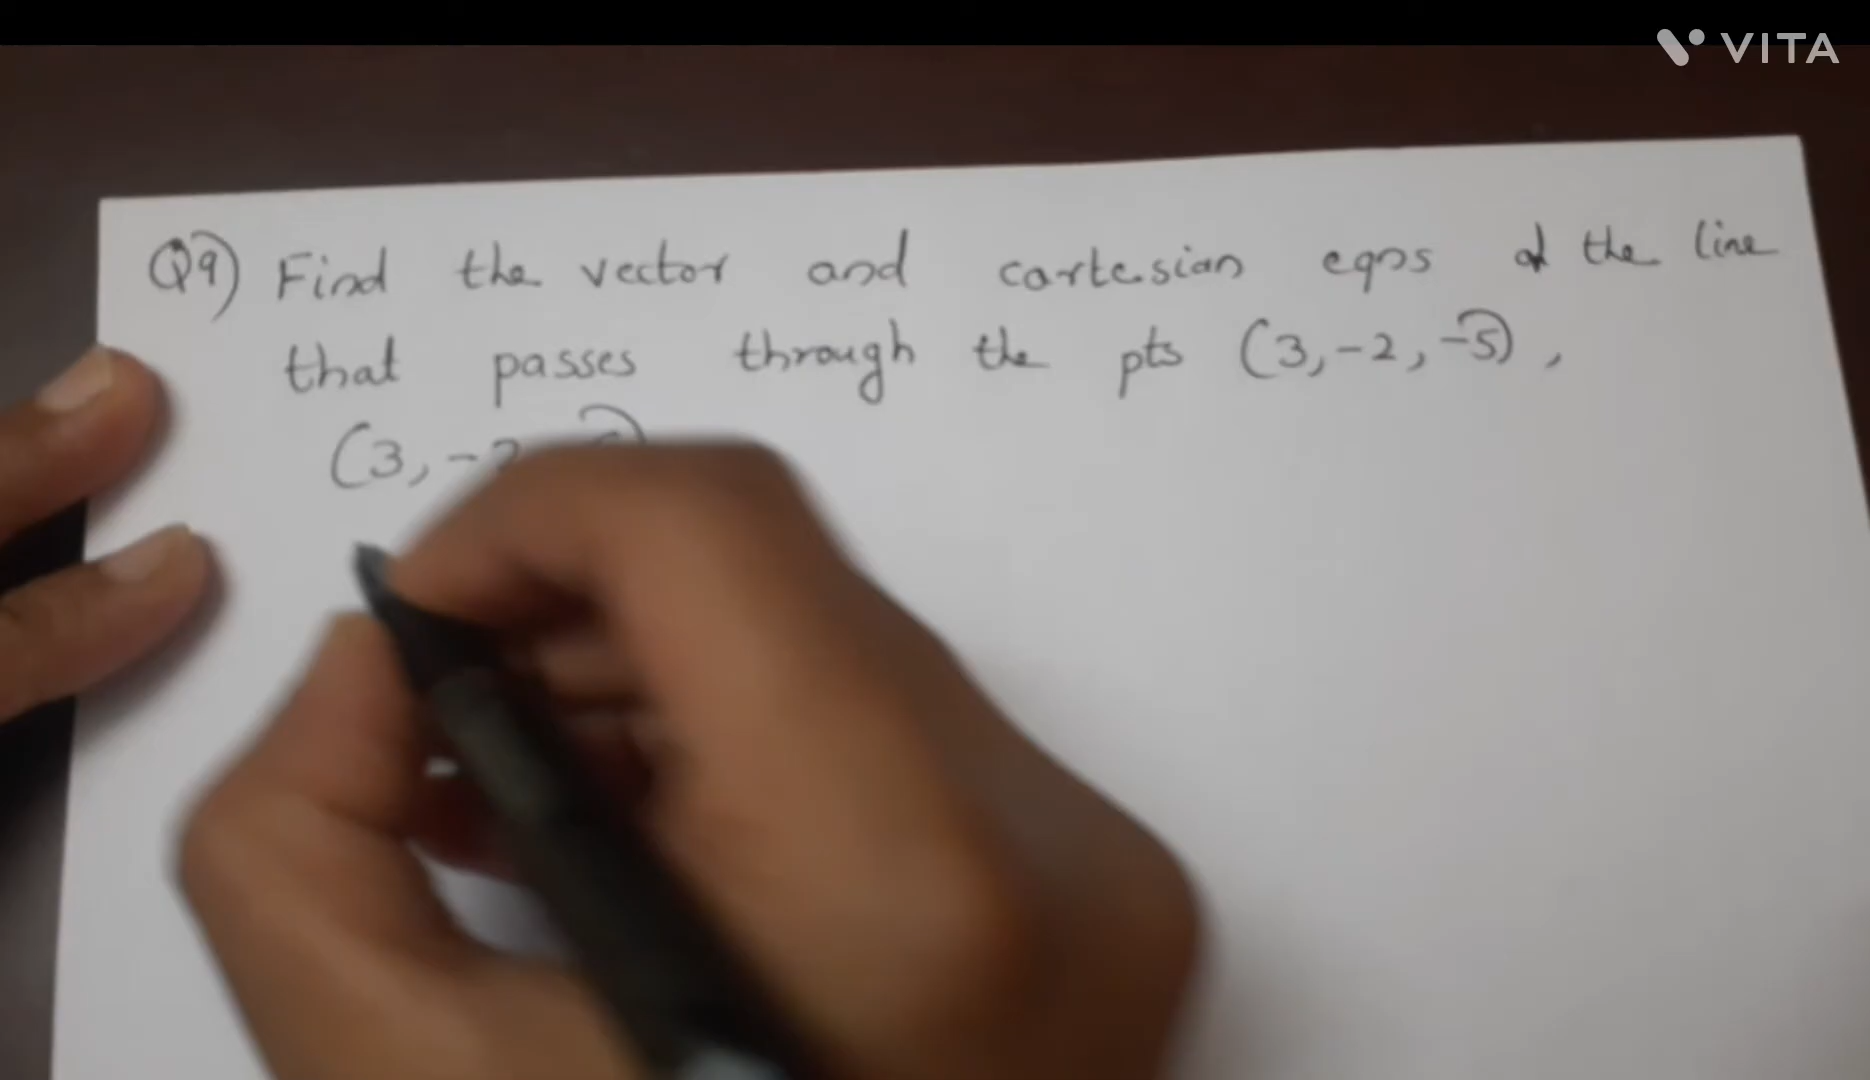 VITA
Q9) Find the vector and cartesian eqns of the line
that passes through the pts (3, -2, -5),
(3, -2